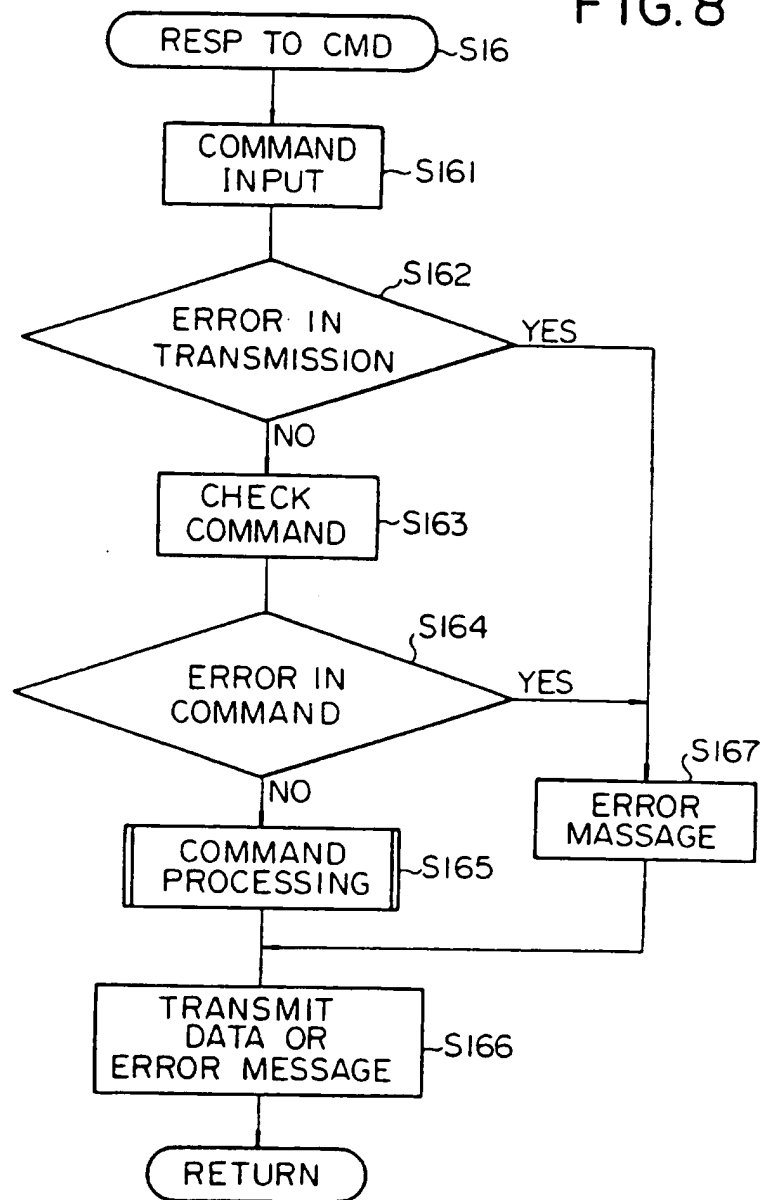 FIG. 8
RESP TO CMD
S16
COMMAND
INPUT
S161
S162
ERROR IN
TRANSMISSION
YES
NO
CHECK
COMMAND
S163
S164
ERROR IN
COMMAND
YES
NO
S167
ERROR
MASSAGE
COMMAND
PROCESSING
S165
TRANSMIT
DATA OR
ERROR MESSAGE
S166
RETURN